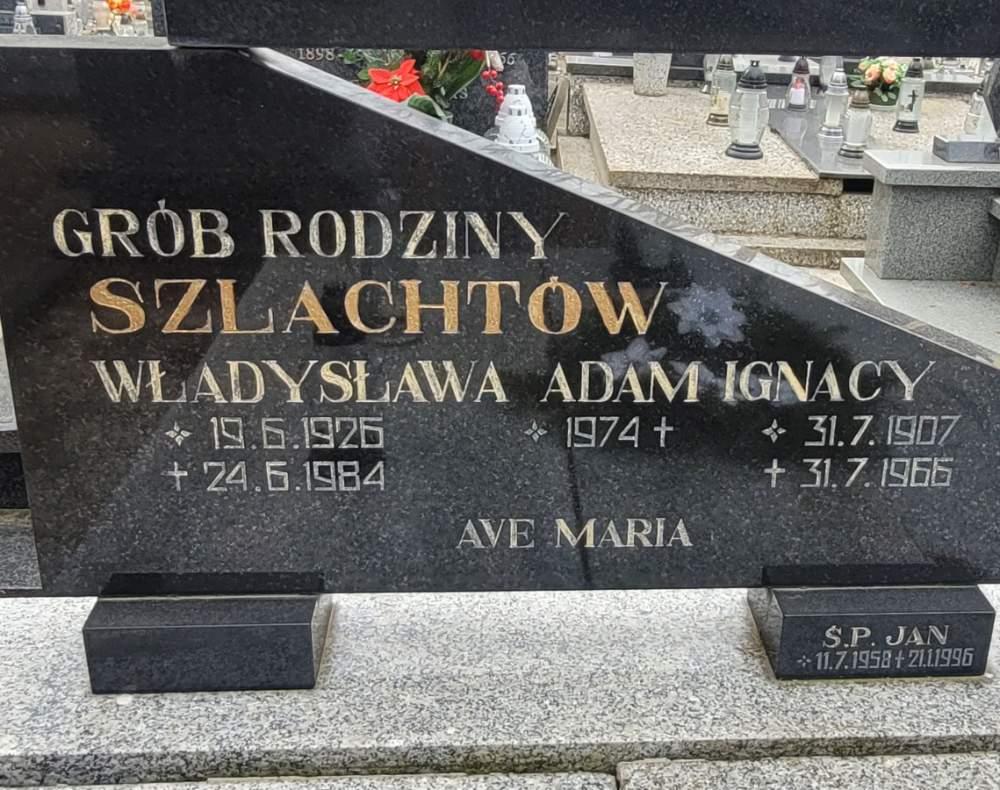 1898
GRÓB RODZINY
SZLACHTÓW
WŁADYSŁAWA ADAM IGNACY
19.6.1926 1974 31.7.1907
24.6.1984 31.7.1966
AVE MARIA
Ś.P. JAN
11.7.1958 21.1.1996